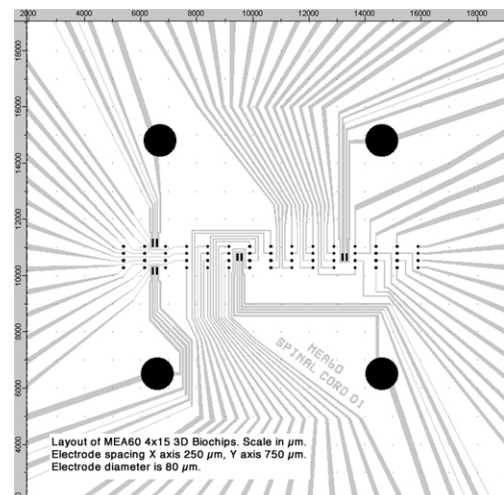 2000 4000 6000 8000 10000 12000 14000 16000 18000
18000
16000
14000
12000
10000
8000
6000
4000
MEA60
SPINAL CORD 01
Layout of MEA60 4x15 3D Biochips. Scale in µm.
Electrode spacing X axis 250 µm, Y axis 750 µm.
Electrode diameter is 80 µm.